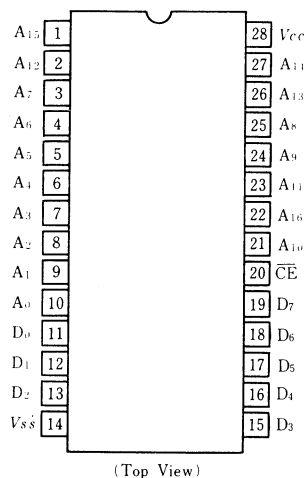 A₁₅ 1 28 Vcc
A₁₂ 2 27 A₁₄
A₇ 3 26 A₁₃
A₆ 4 25 A₈
A₅ 5 24 A₉
A₄ 6 23 A₁₁
A₃ 7 22 A₁₆
A₂ 8 21 A₁₀
A₁ 9 20 C̅E̅
A₀ 10 19 D₇
D₀ 11 18 D₆
D₁ 12 17 D₅
D₂ 13 16 D₄
Vss 14 15 D₃
(Top View)